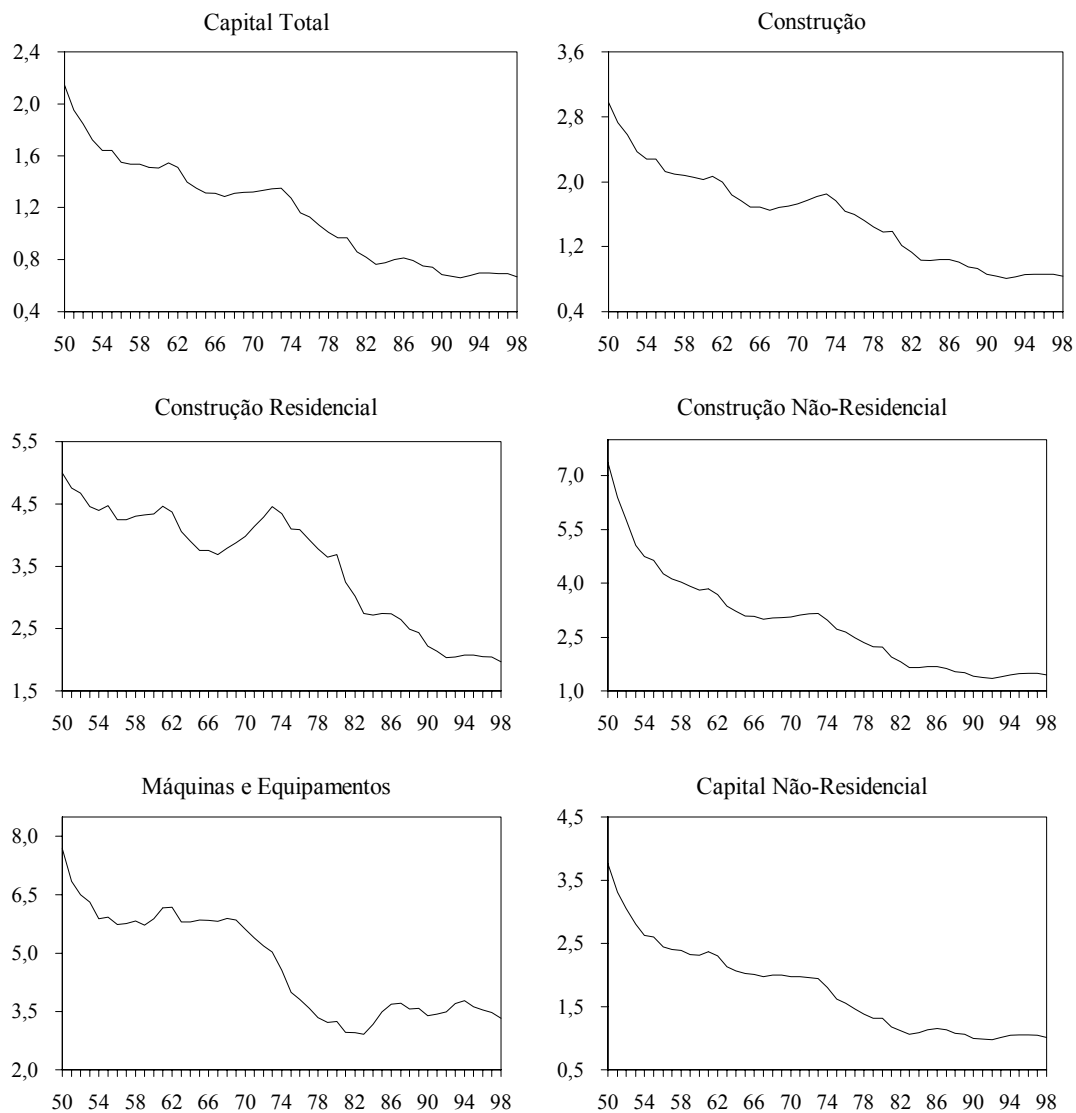 Capital Total
2,4
2,0
1,6
1,2
0,8
0,4
50 54 58 62 66 70 74 78 82 86 90 94 98
Construção
3,6
2,8
2,0
1,2
0,4
50 54 58 62 66 70 74 78 82 86 90 94 98
Construção Residencial
5,5
4,5
3,5
2,5
1,5
50 54 58 62 66 70 74 78 82 86 90 94 98
Construção Não-Residencial
7,0
5,5
4,0
2,5
1,0
50 54 58 62 66 70 74 78 82 86 90 94 98
Máquinas e Equipamentos
8,0
6,5
5,0
3,5
2,0
50 54 58 62 66 70 74 78 82 86 90 94 98
Capital Não-Residencial
4,5
3,5
2,5
1,5
0,5
50 54 58 62 66 70 74 78 82 86 90 94 98